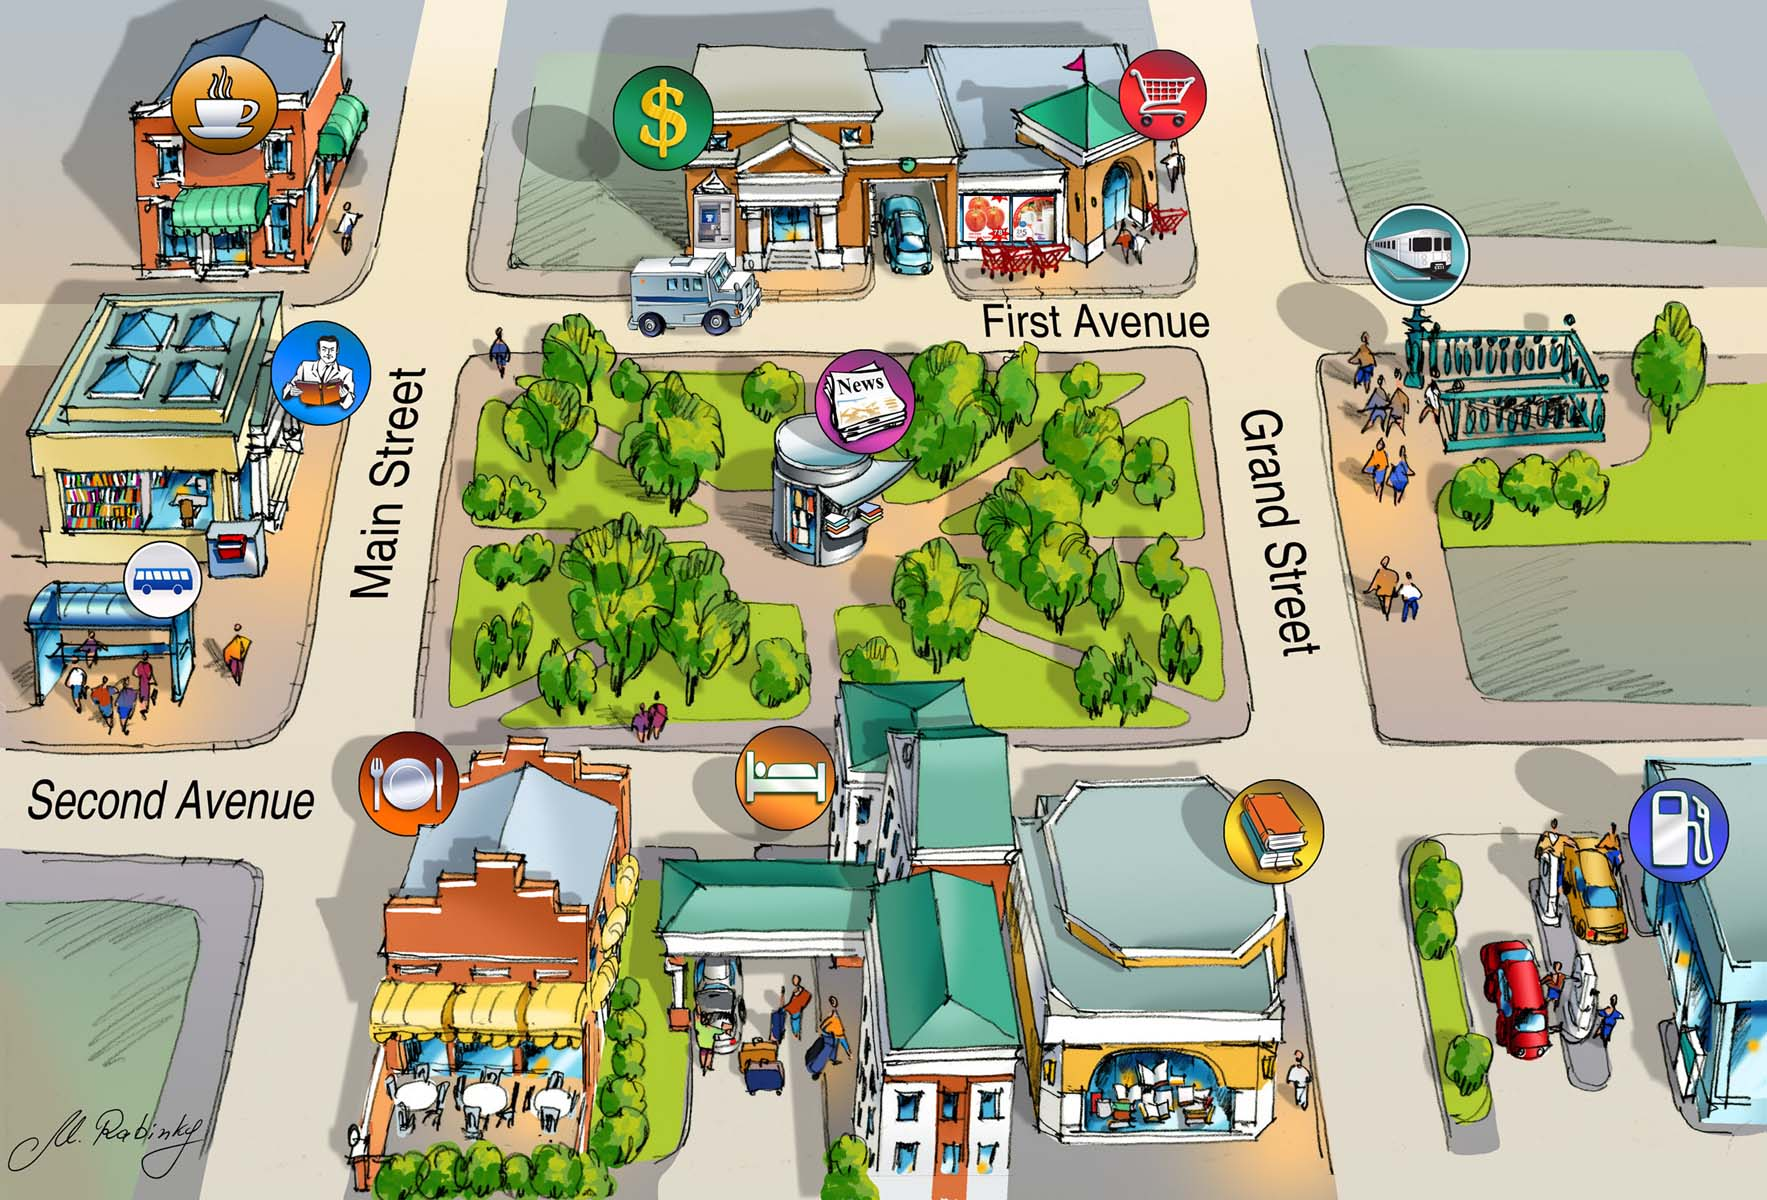 News
First Avenue
Main Street
Grand Street
Second Avenue
M. Rabinky